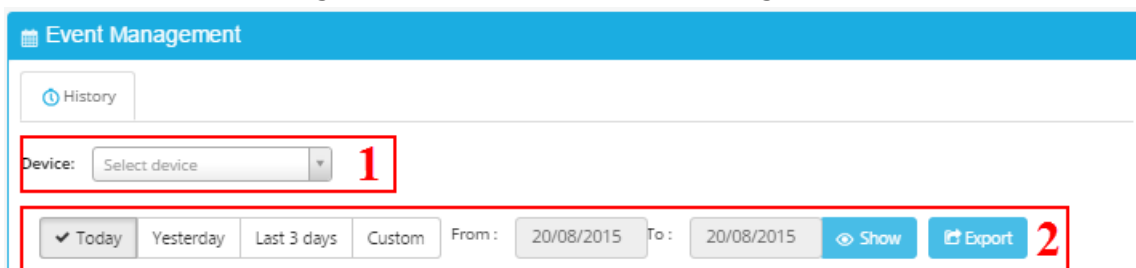 Event Management
History
Device: Select device 1
Today Yesterday Last 3 days Custom From : 20/08/2015 To : 20/08/2015 Show Export 2